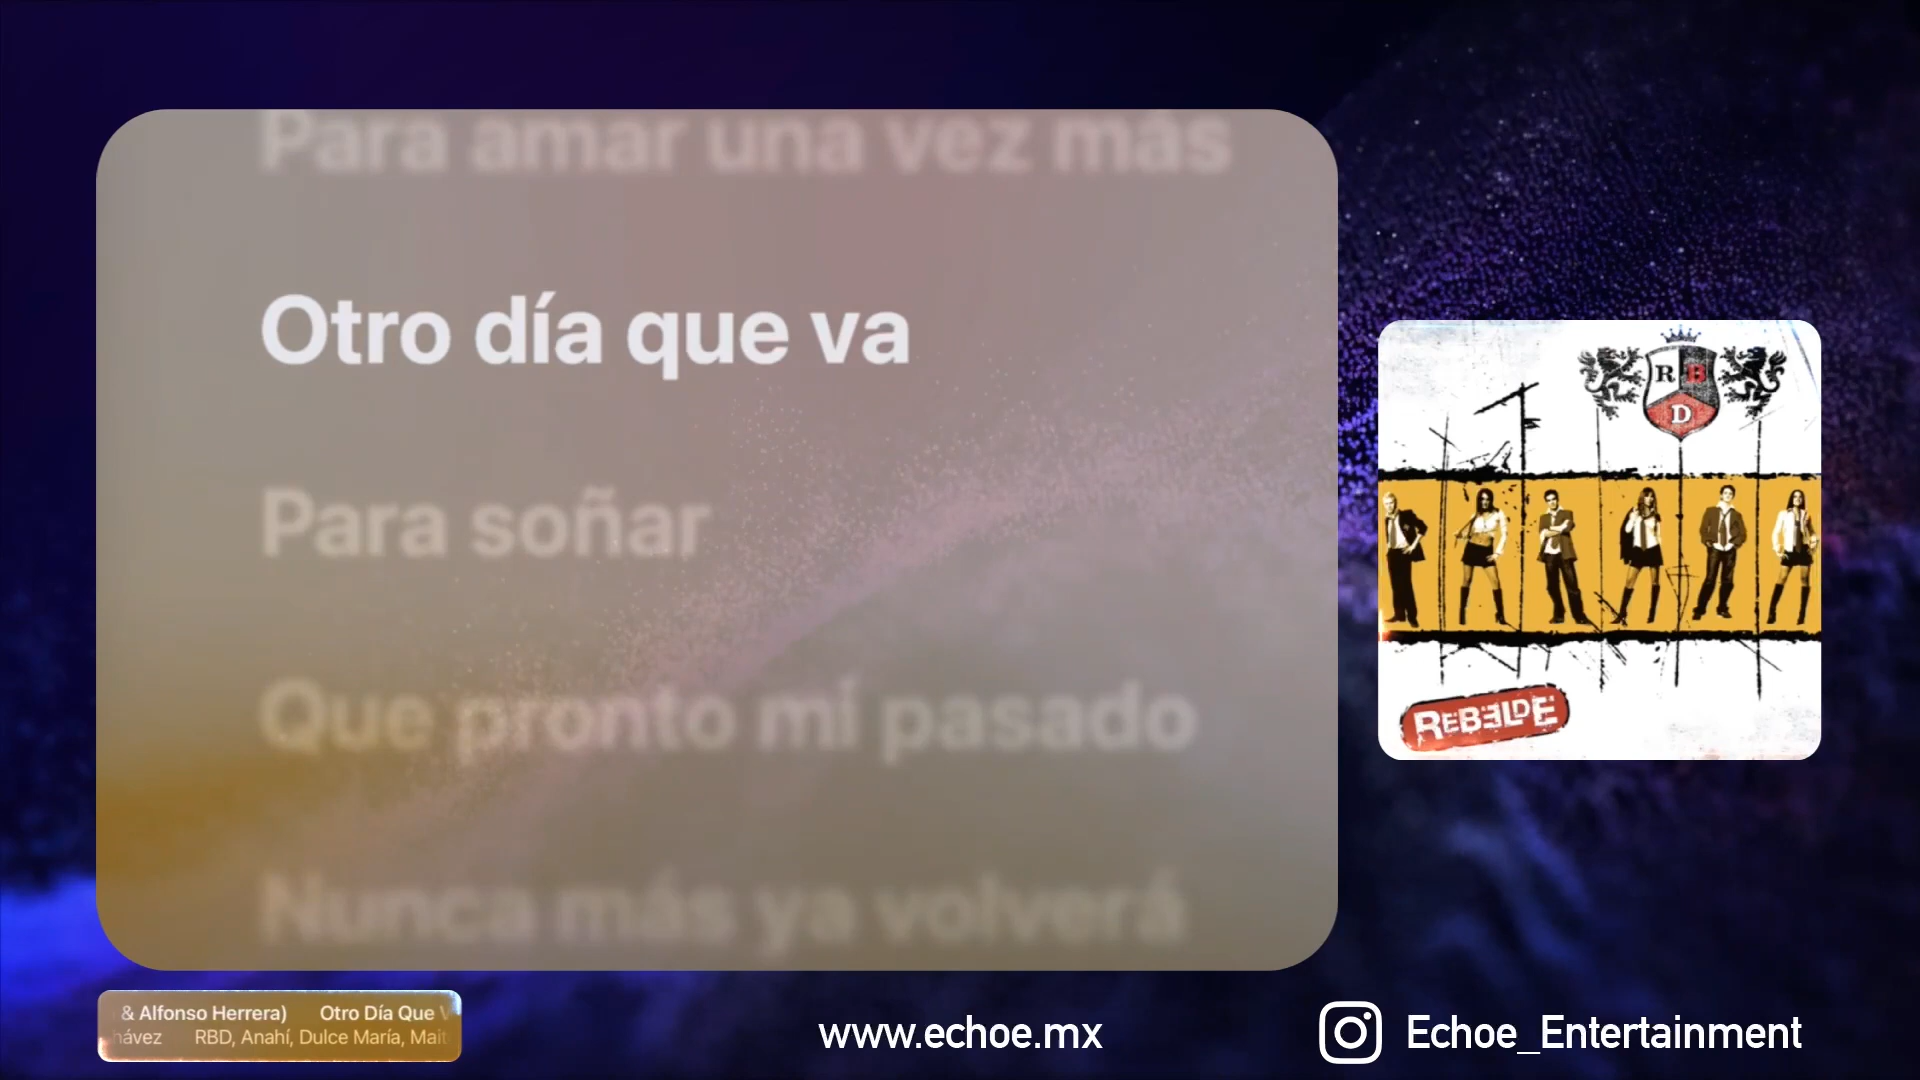 Para amar una vez más
Otro día que va
Para soñar
Que pronto mí pasado
Nunca más ya volverá
R B D
REBELDE
& Alfonso Herrera) Otro Día Que V
hávez RBD, Anahí, Dulce María, Mait
www.echoe.mx
Echoe_Entertainment